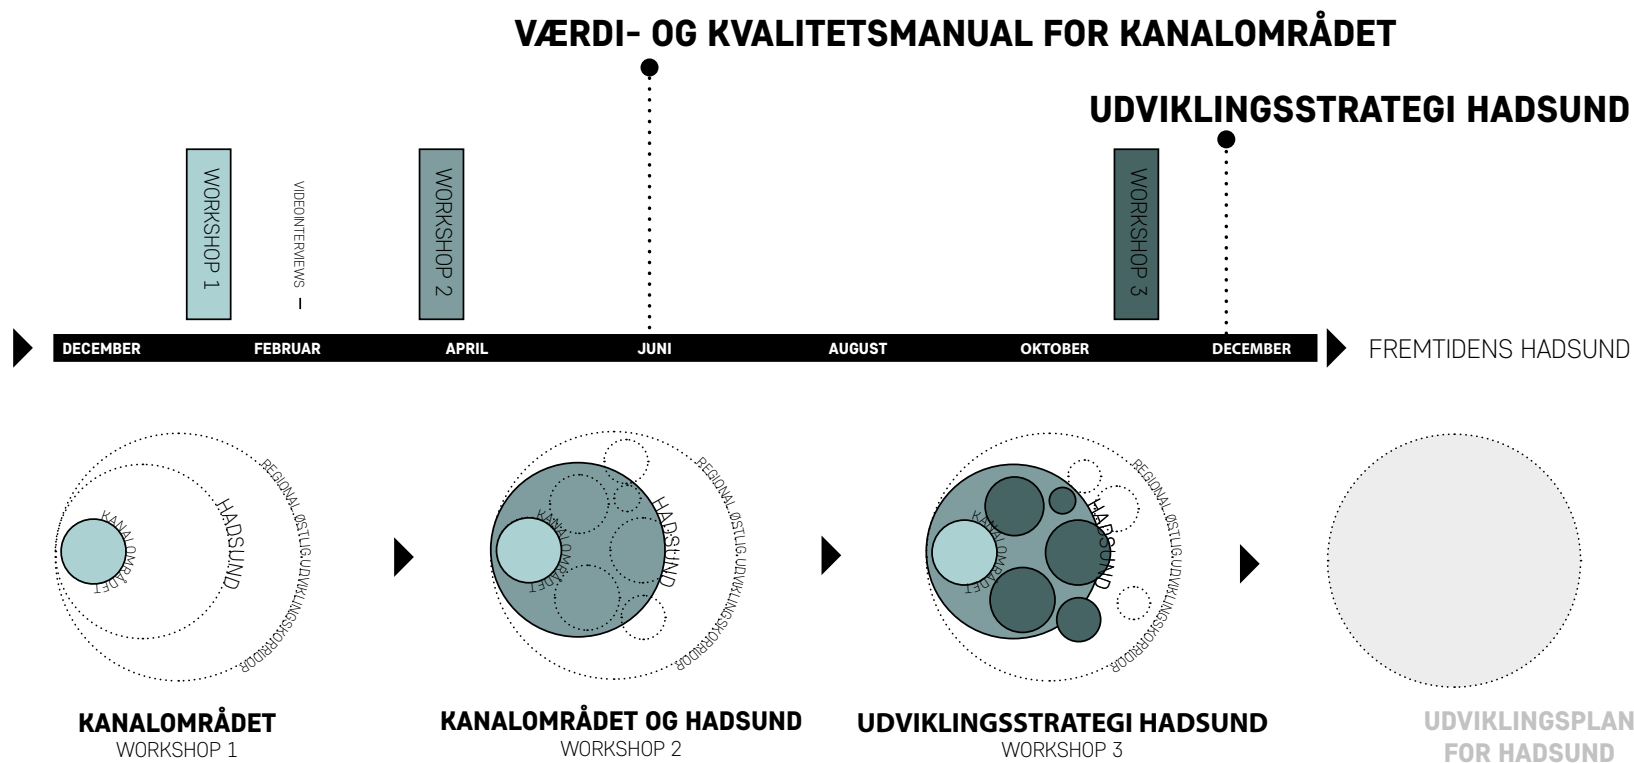 VÆRDI- OG KVALITETSMANUAL FOR KANALOMRÅDET
UDVIKLINGSSTRATEGI HADSUND
WORKSHOP 1
VIDEOINTERVIEWS
WORKSHOP 2
WORKSHOP 3
DECEMBER FEBRUAR APRIL JUNI AUGUST OKTOBER DECEMBER
FREMTIDENS HADSUND
KANALOMRÅDET
HADSUND
REGIONAL ØSTLIG UDVIKLINGSKORRIDOR
KANALOMRÅDET
HADSUND
REGIONAL ØSTLIG UDVIKLINGSKORRIDOR
KANALOMRÅDET
HADSUND
REGIONAL ØSTLIG UDVIKLINGSKORRIDOR
KANALOMRÅDET
WORKSHOP 1
KANALOMRÅDET OG HADSUND
WORKSHOP 2
UDVIKLINGSSTRATEGI HADSUND
WORKSHOP 3
UDVIKLINGSPLAN
FOR HADSUND